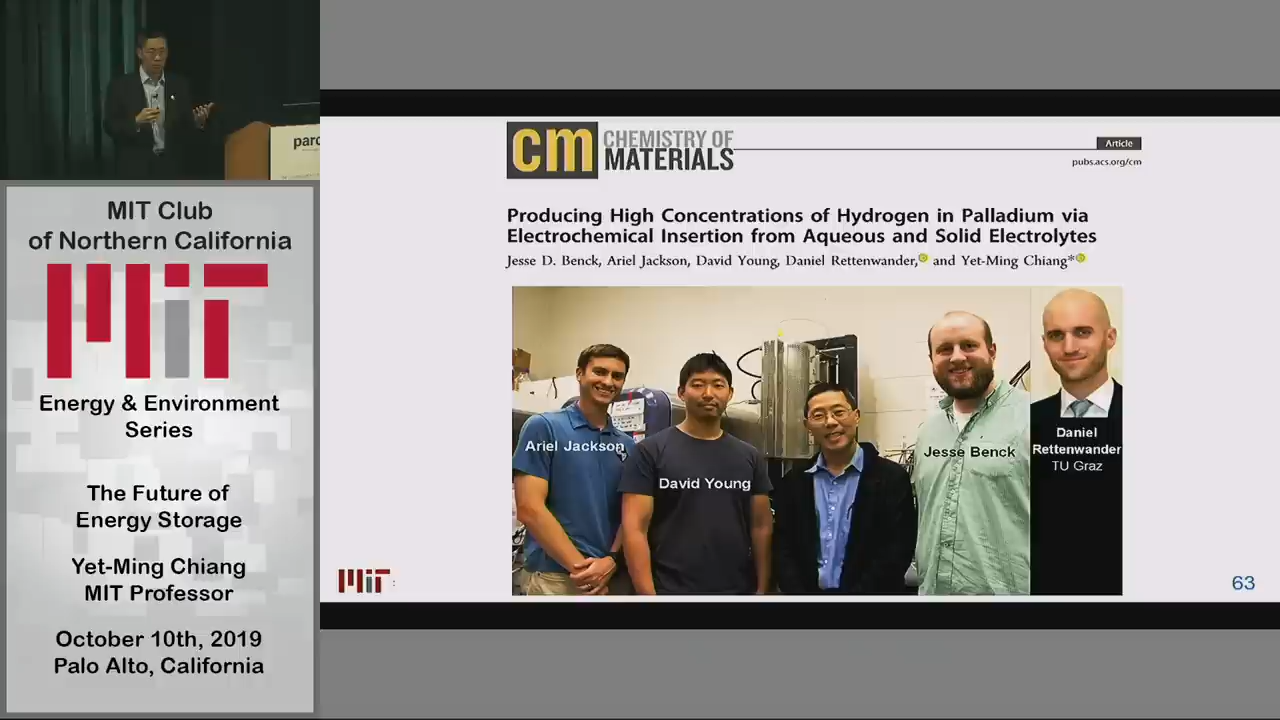 parc
MIT Club
of Northern California
MiT
Energy & Environment
Series
The Future of
Energy Storage
Yet-Ming Chiang
MIT Professor
October 10th, 2019
Palo Alto, California
cm CHEMISTRY OF
MATERIALS
Article
pubs.acs.org/cm
Producing High Concentrations of Hydrogen in Palladium via
Electrochemical Insertion from Aqueous and Solid Electrolytes
Jesse D. Benck, Ariel Jackson, David Young, Daniel Rettenwander, and Yet-Ming Chiang*
Ariel Jackson
David Young
Jesse Benck
Daniel
Rettenwander
TU Graz
MiT
63